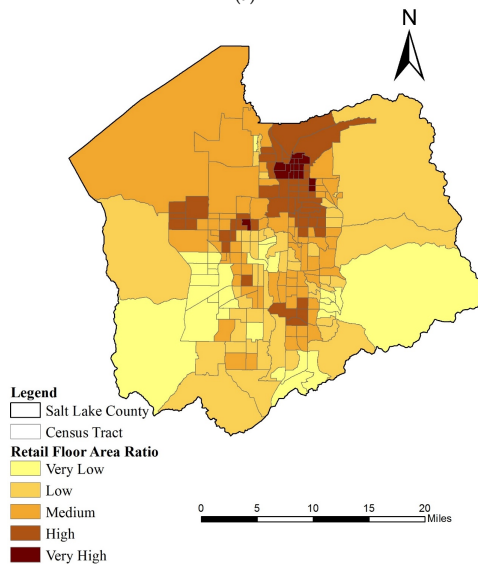 N
Legend
Salt Lake County
Census Tract
Retail Floor Area Ratio
Very Low
Low
Medium
High
Very High
0 5 10 15 20
Miles